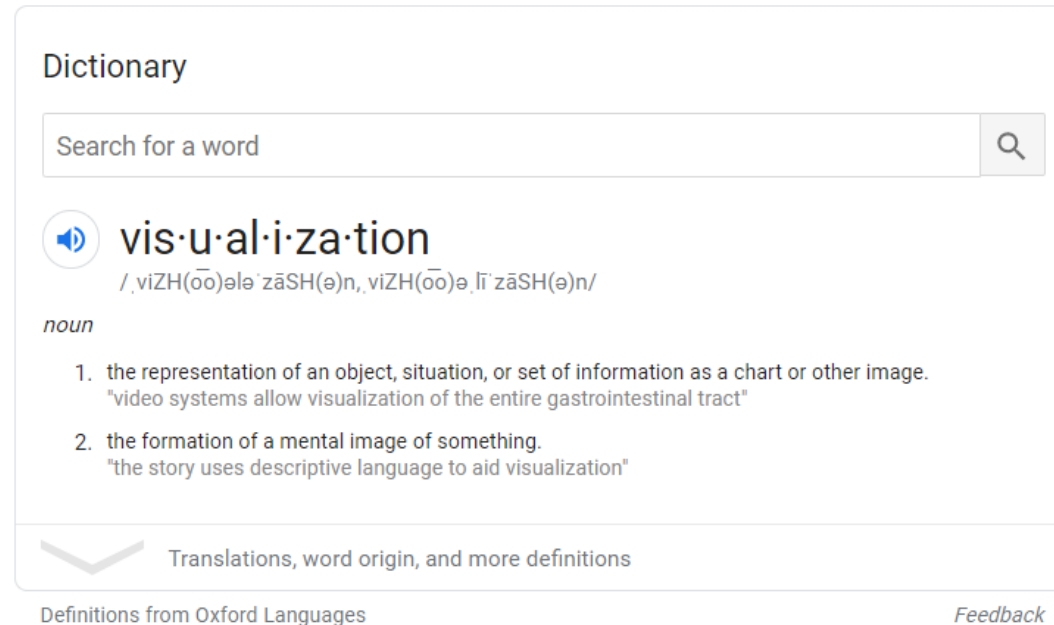 Dictionary
Search for a word
vis·u·al·i·za·tion
/ˌviZH(o͞o)ələˈzāSH(ə)n,ˌviZH(o͞o)əˌlīˈzāSH(ə)n/
noun
1. the representation of an object, situation, or set of information as a chart or other image.
"video systems allow visualization of the entire gastrointestinal tract"
2. the formation of a mental image of something.
"the story uses descriptive language to aid visualization"
Translations, word origin, and more definitions
Definitions from Oxford Languages
Feedback